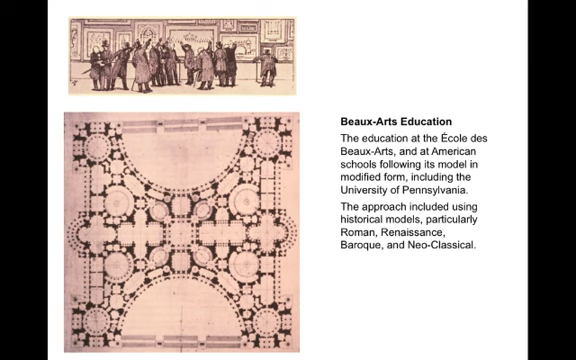 Beaux-Arts Education
The education at the École des
Beaux-Arts, and at American
schools following its model in
modified form, including the
University of Pennsylvania.
The approach included using
historical models, particularly
Roman, Renaissance,
Baroque, and Neo-Classical.